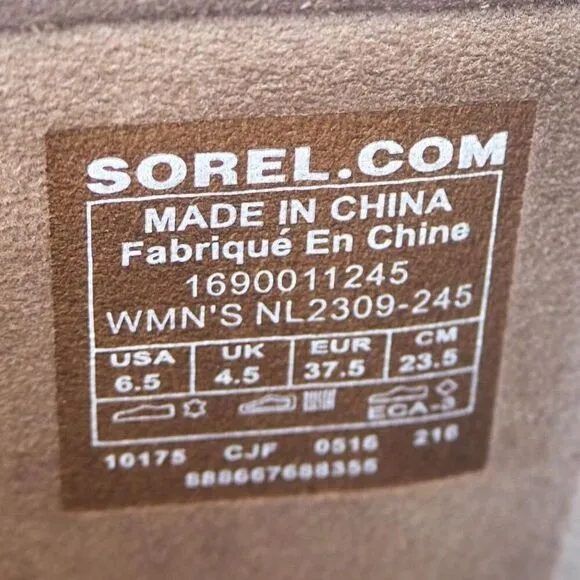 SOREL.COM
MADE IN CHINA
Fabriqué En Chine
1690011245
WMN'S NL2309-245
USA UK EUR CM
6.5 4.5 37.5 23.5
ECA-3
10175 CJF 0516 216
888667688355